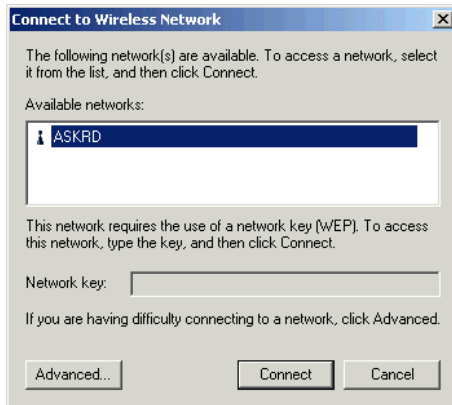 Connect to Wireless Network
The following network(s) are available. To access a network, select
it from the list, and then click Connect.
Available networks:
ASKRD
This network requires the use of a network key (WEP). To access
this network, type the key, and then click Connect.
Network key:
If you are having difficulty connecting to a network, click Advanced.
Advanced... Connect Cancel